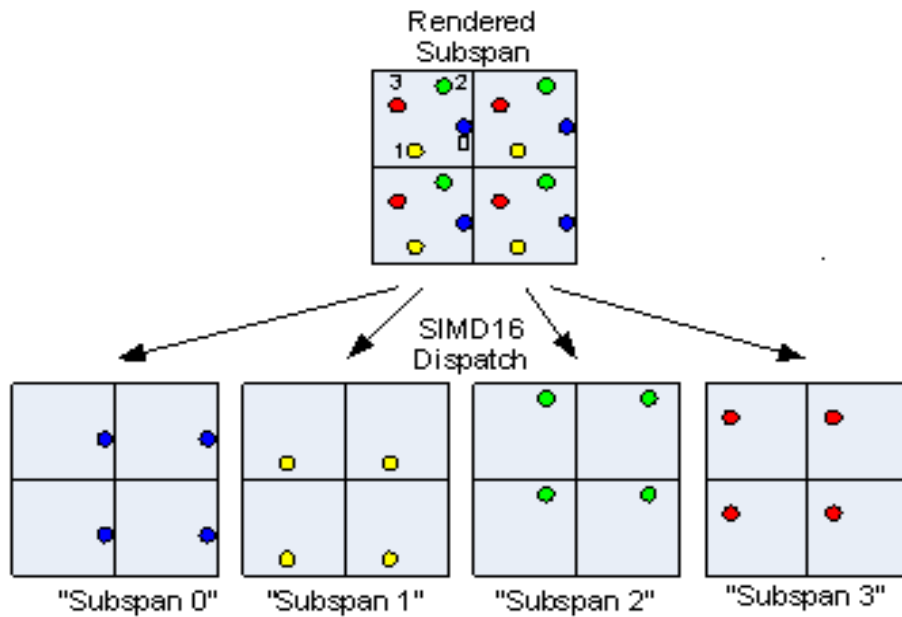 Rendered
Subspan
3 2
0
1
SIMD16
Dispatch
"Subspan 0" "Subspan 1" "Subspan 2" "Subspan 3"